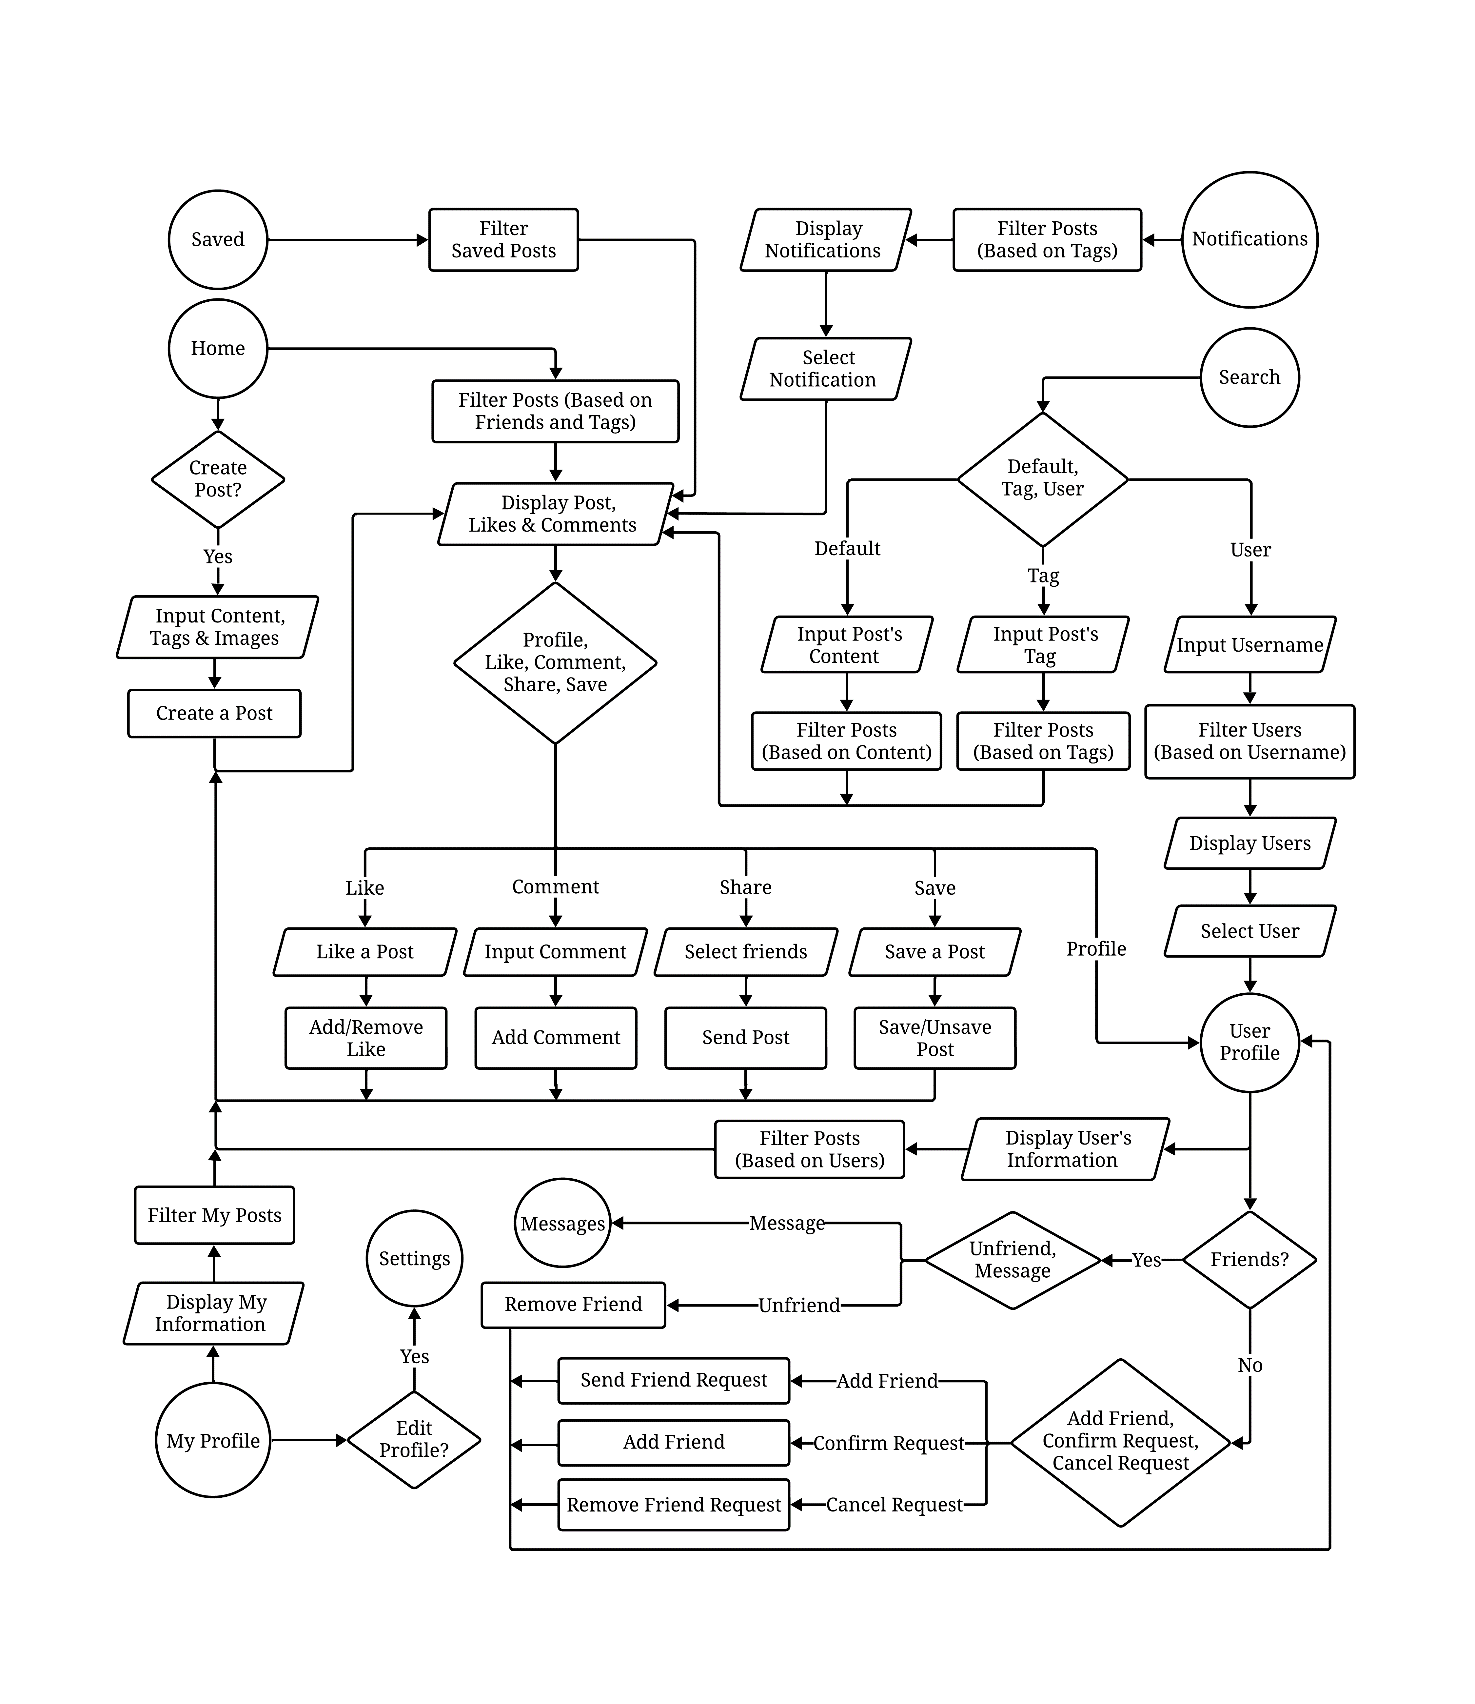 Saved
Filter
Saved Posts
Display
Notifications
Filter Posts
(Based on Tags)
Notifications
Home
Filter Posts (Based on
Friends and Tags)
Select
Notification
Search
Create
Post?
Display Post,
Likes & Comments
Default,
Tag, User
Yes
Default
Tag
User
Input Content,
Tags & Images
Profile,
Like, Comment,
Share, Save
Input Post's
Content
Input Post's
Tag
Input Username
Create a Post
Filter Posts
(Based on Content)
Filter Posts
(Based on Tags)
Filter Users
(Based on Username)
Display Users
Like
Comment
Share
Save
Profile
Select User
Like a Post
Input Comment
Select friends
Save a Post
Add/Remove
Like
Add Comment
Send Post
Save/Unsave
Post
User
Profile
Filter Posts
(Based on Users)
Display User's
Information
Filter My Posts
Settings
Messages
Message
Unfriend,
Message
Yes
Friends?
Display My
Information
Remove Friend
Unfriend
Yes
No
My Profile
Edit
Profile?
Send Friend Request
Add Friend
Add Friend
Confirm Request
Remove Friend Request
Cancel Request
Add Friend,
Confirm Request,
Cancel Request